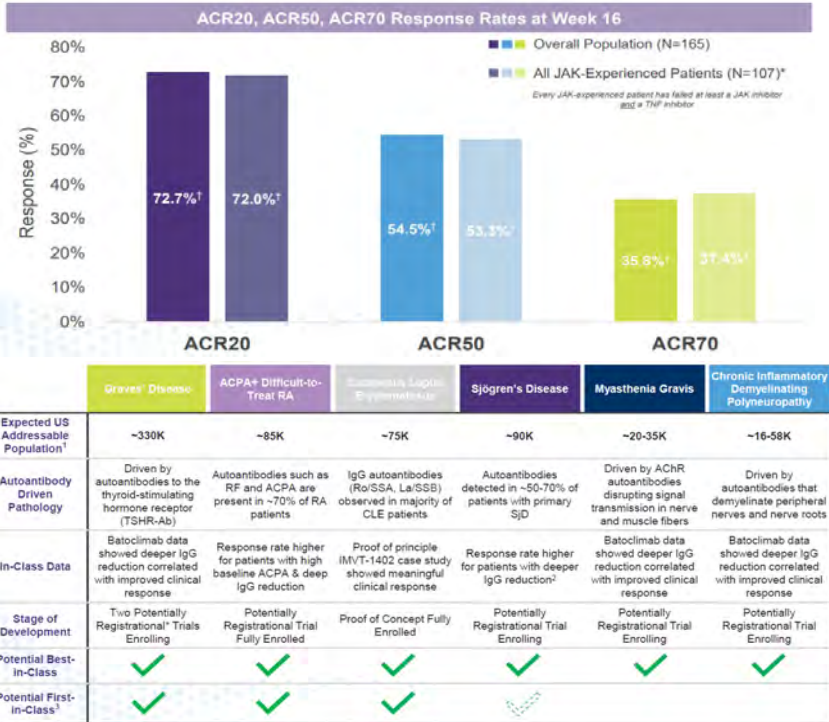 ACR20, ACR50, ACR70 Response Rates at Week 16
Response (%)
80%
70%
60%
50%
40%
30%
20%
10%
0%
Overall Population (N=165)
All JAK-Experienced Patients (N=107)*
Every JAK-experienced patient has failed at least a JAK inhibitor
and a TNF inhibitor
72.7%† 72.0%†
54.5%† 53.3%†
35.8%† 37.4%†
ACR20 ACR50 ACR70
Graves' Disease
ACPA+ Difficult-to-
Treat RA
Cutaneous Lupus
Erythematosus
Sjögren's Disease
Myasthenia Gravis
Chronic Inflammatory
Demyelinating
Polyneuropathy
Expected US
Addressable
Population¹
~330K
~85K
~75K
~90K
~20-35K
~16-58K
Autoantibody
Driven
Pathology
Driven by
autoantibodies to the
thyroid-stimulating
hormone receptor
(TSHR-Ab)
Autoantibodies such as
RF and ACPA are
present in ~70% of RA
patients
IgG autoantibodies
(Ro/SSA, La/SSB)
observed in majority of
CLE patients
Autoantibodies
detected in ~50-70% of
patients with primary
SjD
Driven by AChR
autoantibodies
disrupting signal
transmission in nerve
and muscle fibers
Driven by
autoantibodies that
demyelinate peripheral
nerves and nerve roots
In-Class Data
Batoclimab data
showed deeper IgG
reduction correlated
with improved clinical
response
Response rate higher
for patients with high
baseline ACPA & deep
IgG reduction
Proof of principle
IMVT-1402 case study
showed meaningful
clinical response
Response rate higher
for patients with deeper
IgG reduction²
Batoclimab data
showed deeper IgG
reduction correlated
with improved clinical
response
Batoclimab data
showed deeper IgG
reduction correlated
with improved clinical
response
Stage of
Development
Two Potentially
Registrational* Trials
Enrolling
Potentially
Registrational Trial
Fully Enrolled
Proof of Concept Fully
Enrolled
Potentially
Registrational Trial
Enrolling
Potentially
Registrational Trial
Enrolling
Potentially
Registrational Trial
Enrolling
Potential Best-
in-Class
Potential First-
in-Class³